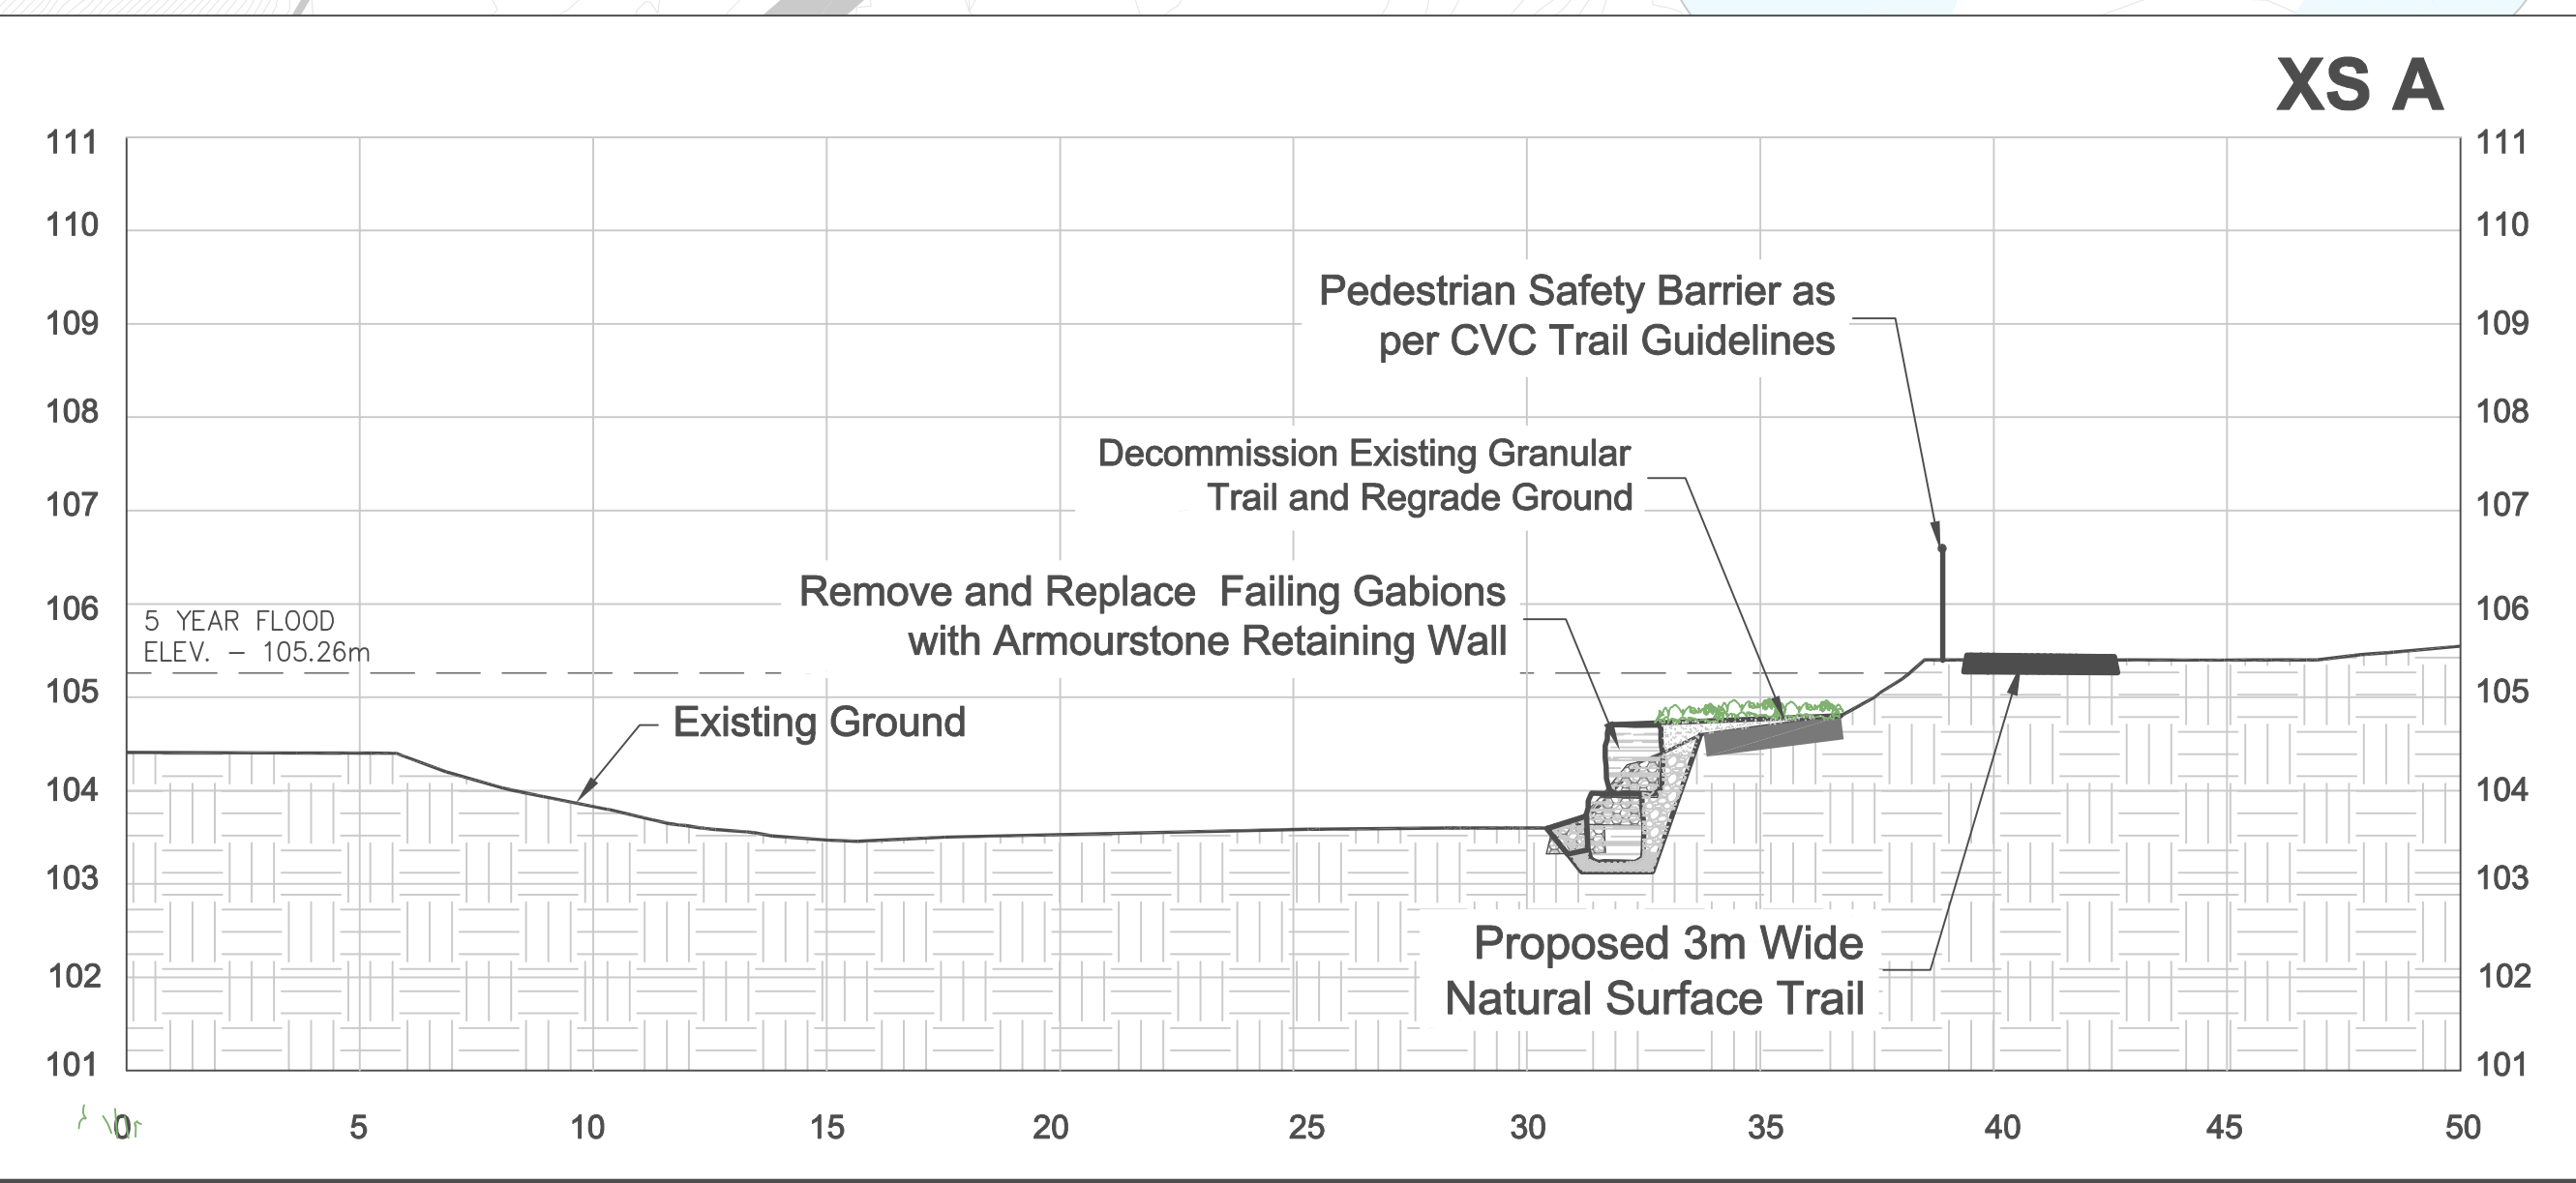 XS A
111
111
110
110
Pedestrian Safety Barrier as
per CVC Trail Guidelines
109
109
108
108
Decommission Existing Granular
Trail and Regrade Ground
107
107
Remove and Replace Failing Gabions
with Armourstone Retaining Wall
106
106
5 YEAR FLOOD
ELEV. - 105.26m
105
105
Existing Ground
104
104
103
103
Proposed 3m Wide
Natural Surface Trail
102
102
101
101
0 5 10 15 20 25 30 35 40 45 50